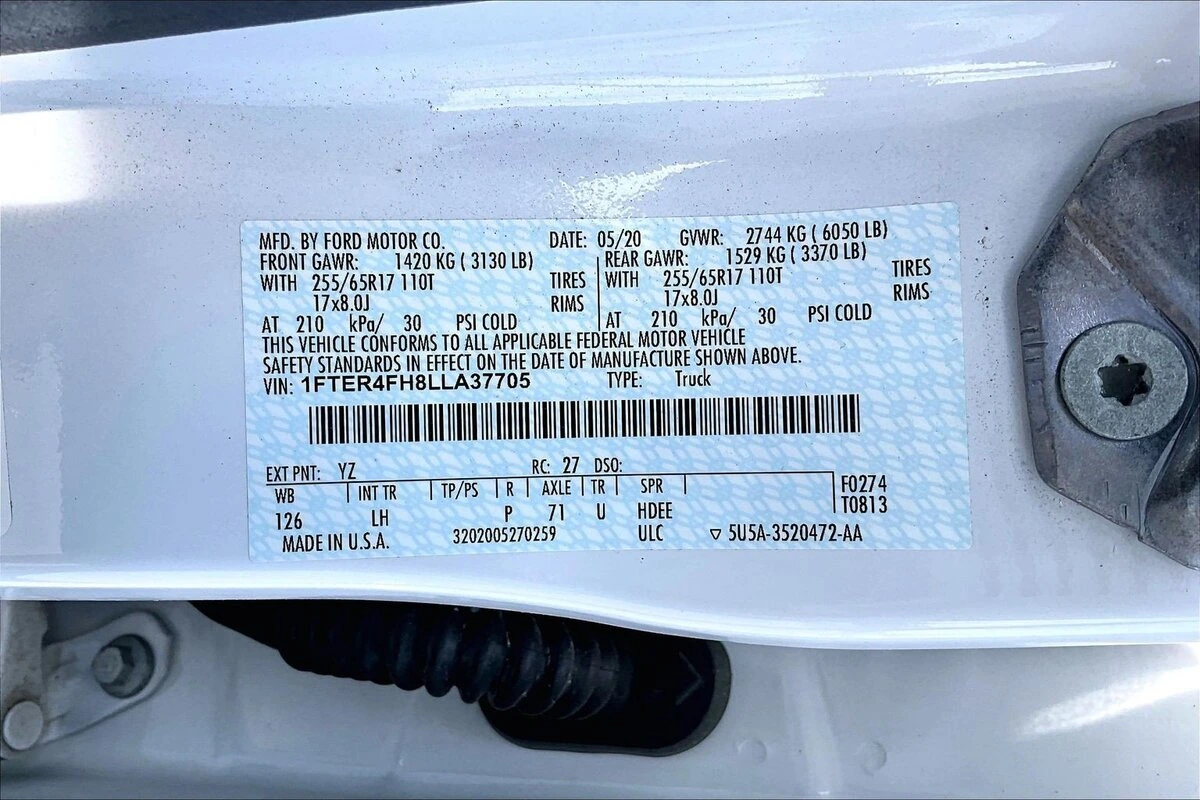 MFD. BY FORD MOTOR CO. DATE: 05/20 GVWR: 2744 KG ( 6050 LB)
FRONT GAWR: 1420 KG ( 3130 LB) REAR GAWR: 1529 KG ( 3370 LB)
WITH 255/65R17 110T TIRES WITH 255/65R17 110T TIRES
17x8.0J RIMS 17x8.0J RIMS
AT 210 kPa/ 30 PSI COLD AT 210 kPa/ 30 PSI COLD
THIS VEHICLE CONFORMS TO ALL APPLICABLE FEDERAL MOTOR VEHICLE
SAFETY STANDARDS IN EFFECT ON THE DATE OF MANUFACTURE SHOWN ABOVE.
VIN: 1FTER4FH8LLA37705 TYPE: Truck
EXT PNT: YZ RC: 27 DSO:
WB INT TR TP/PS R AXLE TR SPR F0274
126 LH P 71 U HDEE T0813
MADE IN U.S.A. 3202005270259 ULC ▽ 5U5A-3520472-AA